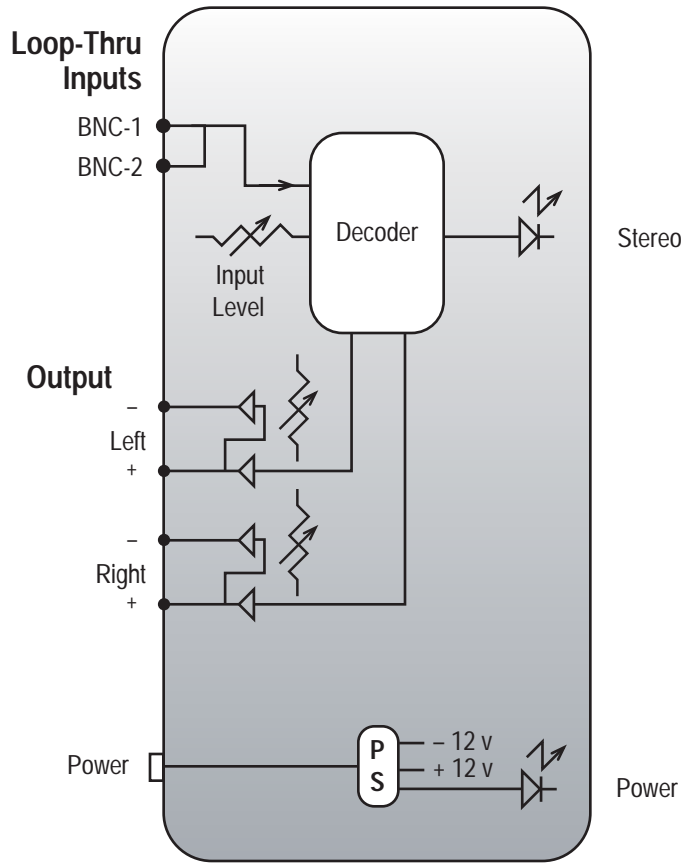 Loop-Thru
Inputs
BNC-1
BNC-2
Decoder
Stereo
Input
Level
Output
–
Left
+
–
Right
+
Power
P
S
– 12 v
+ 12 v
Power